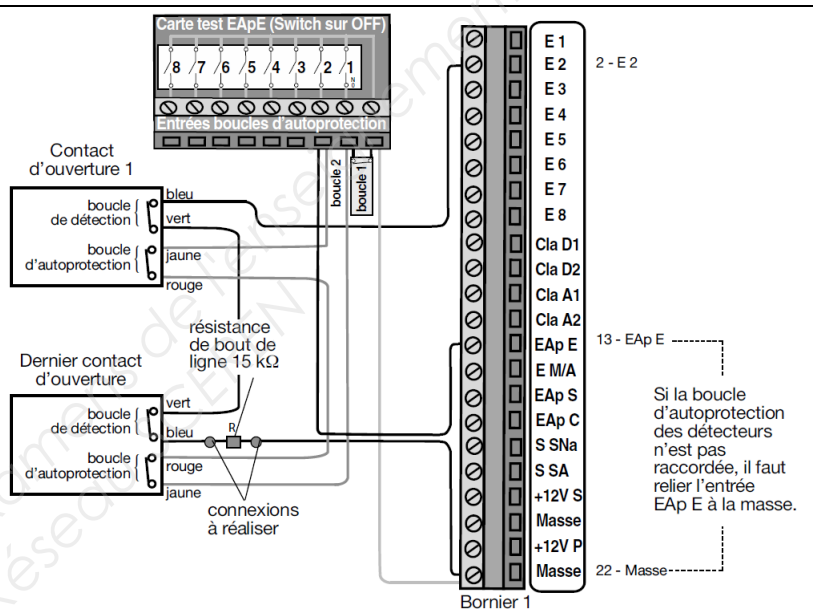 Carte test EApE (Switch sur OFF)
8 7 6 5 4 3 2 1
N
O
Entrées boucles d'autoprotection
boucle 2
boucle 1
Contact
d'ouverture 1
boucle
de détection
boucle
d'autoprotection
bleu
vert
jaune
rouge
résistance
de bout de
ligne 15 kΩ
Dernier contact
d'ouverture
boucle
de détection
boucle
d'autoprotection
vert
bleu
R
rouge
jaune
connexions
à réaliser
E 1
E 2
E 3
E 4
E 5
E 6
E 7
E 8
Cla D1
Cla D2
Cla A1
Cla A2
EAp E
E M/A
EAp S
EAp C
S SNa
S SA
+12V S
Masse
+12V P
Masse
Bornier 1
2 - E 2
13 - EAp E
Si la boucle
d'autoprotection
des détecteurs
n'est pas
raccordée, il faut
relier l'entrée
EAp E à la masse.
22 - Masse